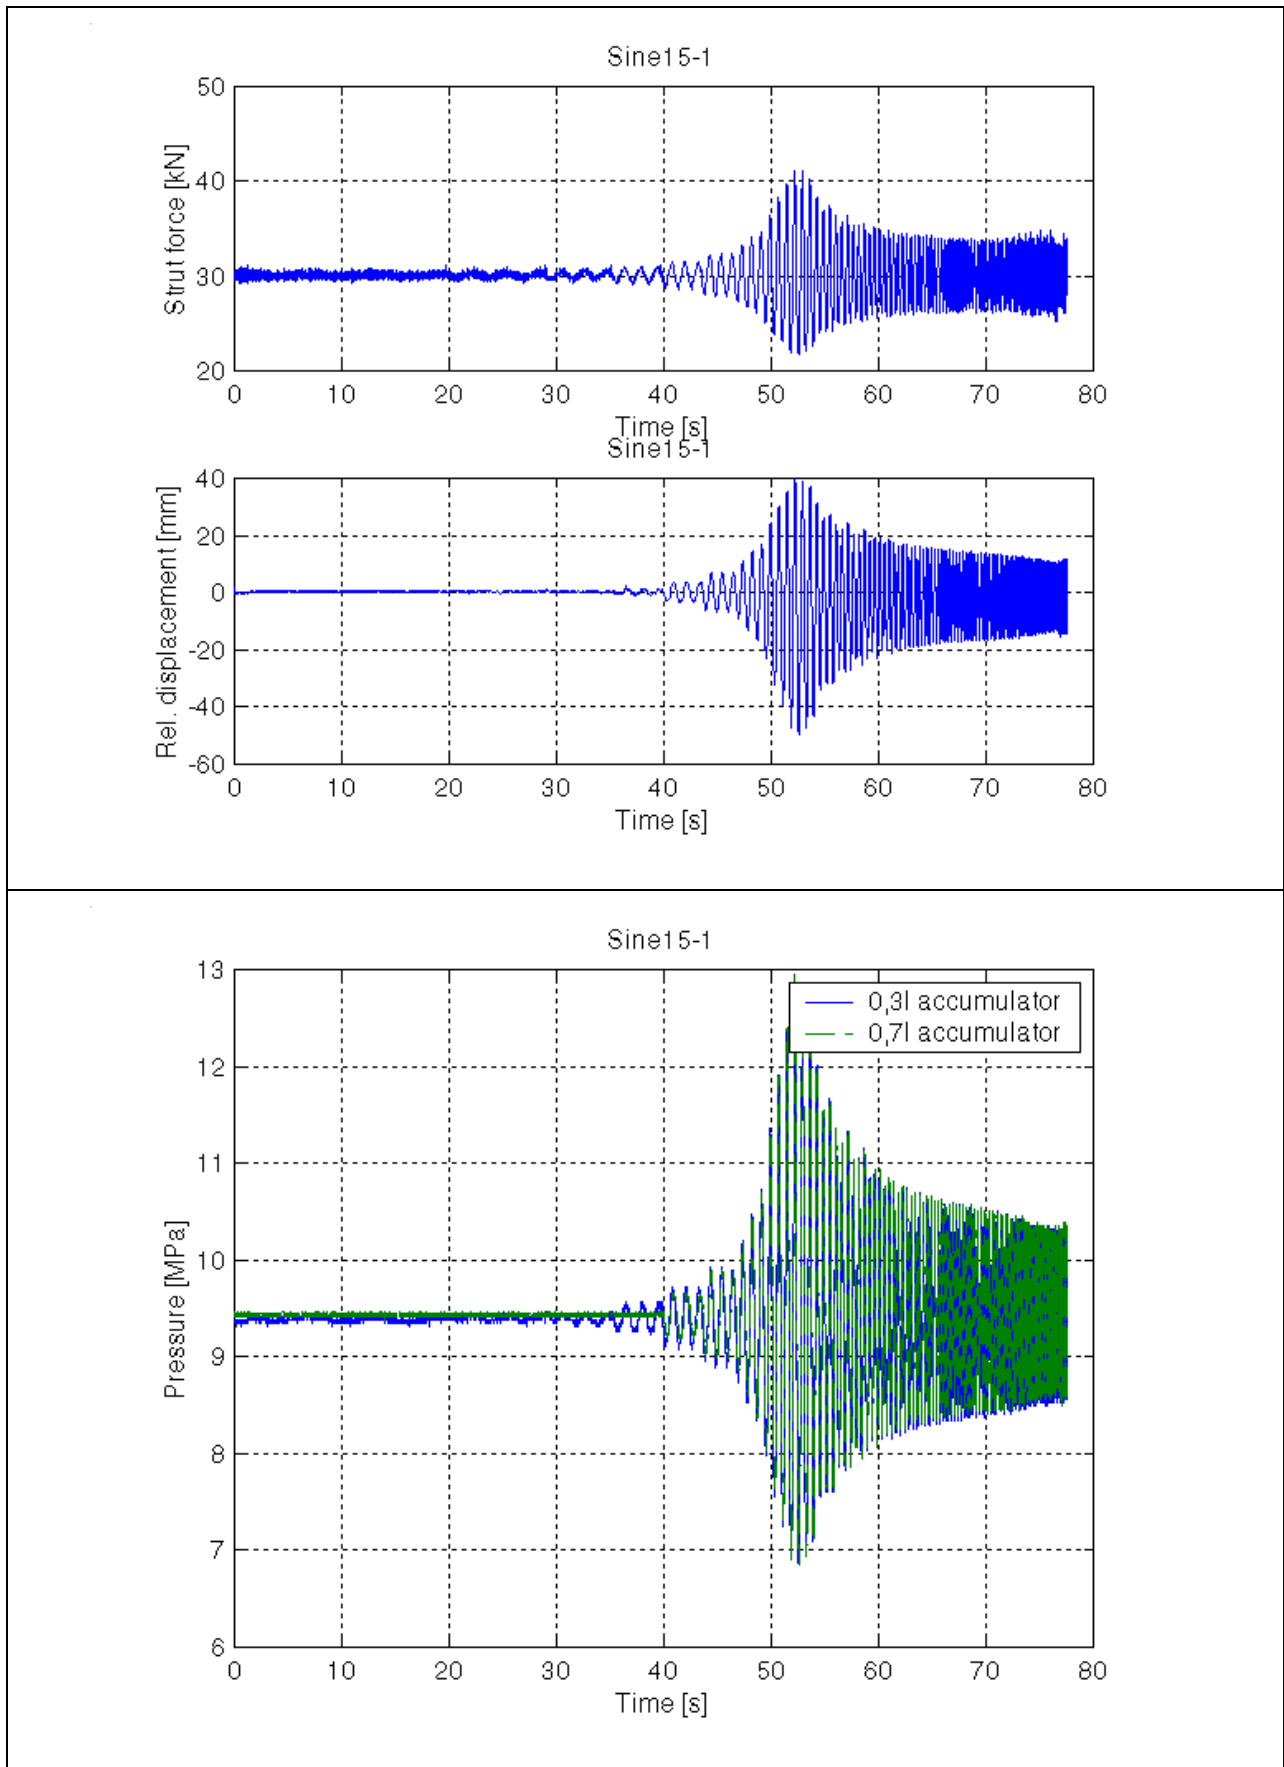 Sine15-1
50
40
30
20
Strut force [kN]
0 10 20 30 40 50 60 70 80
Time [s]
Sine15-1
40
20
0
-20
-40
-60
Rel. displacement [mm]
0 10 20 30 40 50 60 70 80
Time [s]
Sine15-1
13
12
11
10
9
8
7
6
Pressure [MPa]
0,3l accumulator
0,7l accumulator
0 10 20 30 40 50 60 70 80
Time [s]